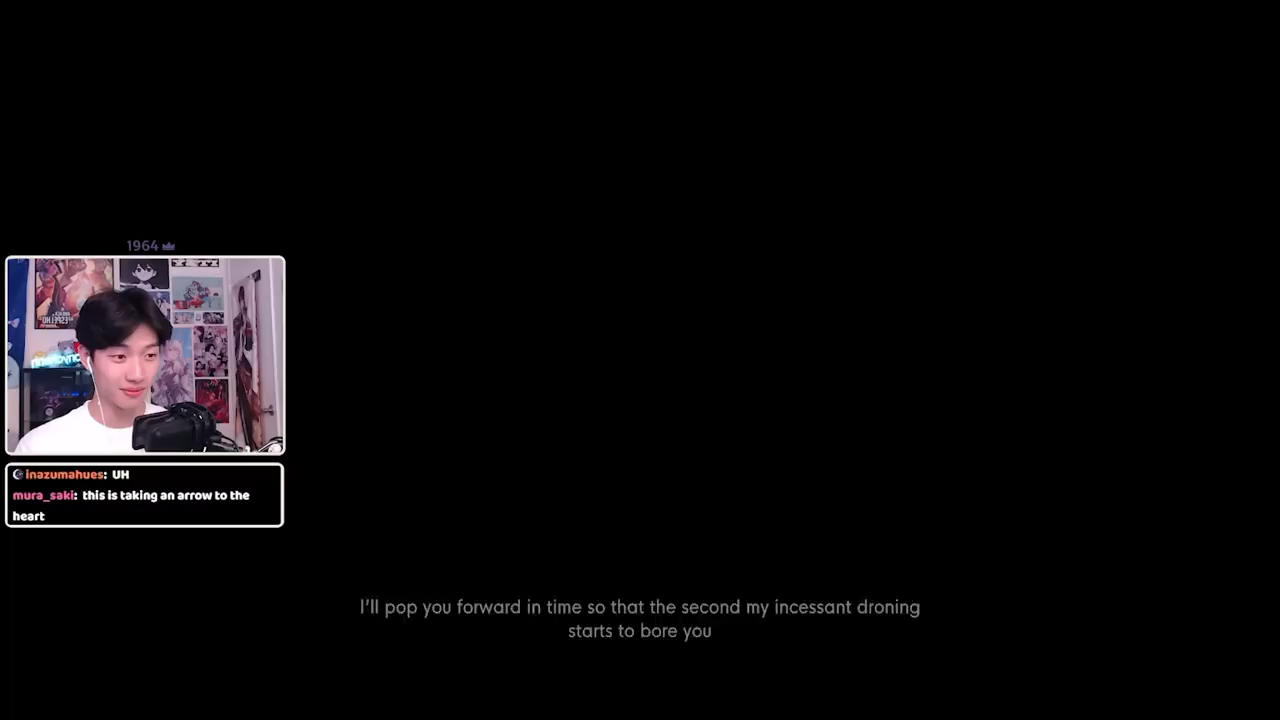 1964
inazumahues: UH
mura_saki: this is taking an arrow to the
heart
I'll pop you forward in time so that the second my incessant droning
starts to bore you